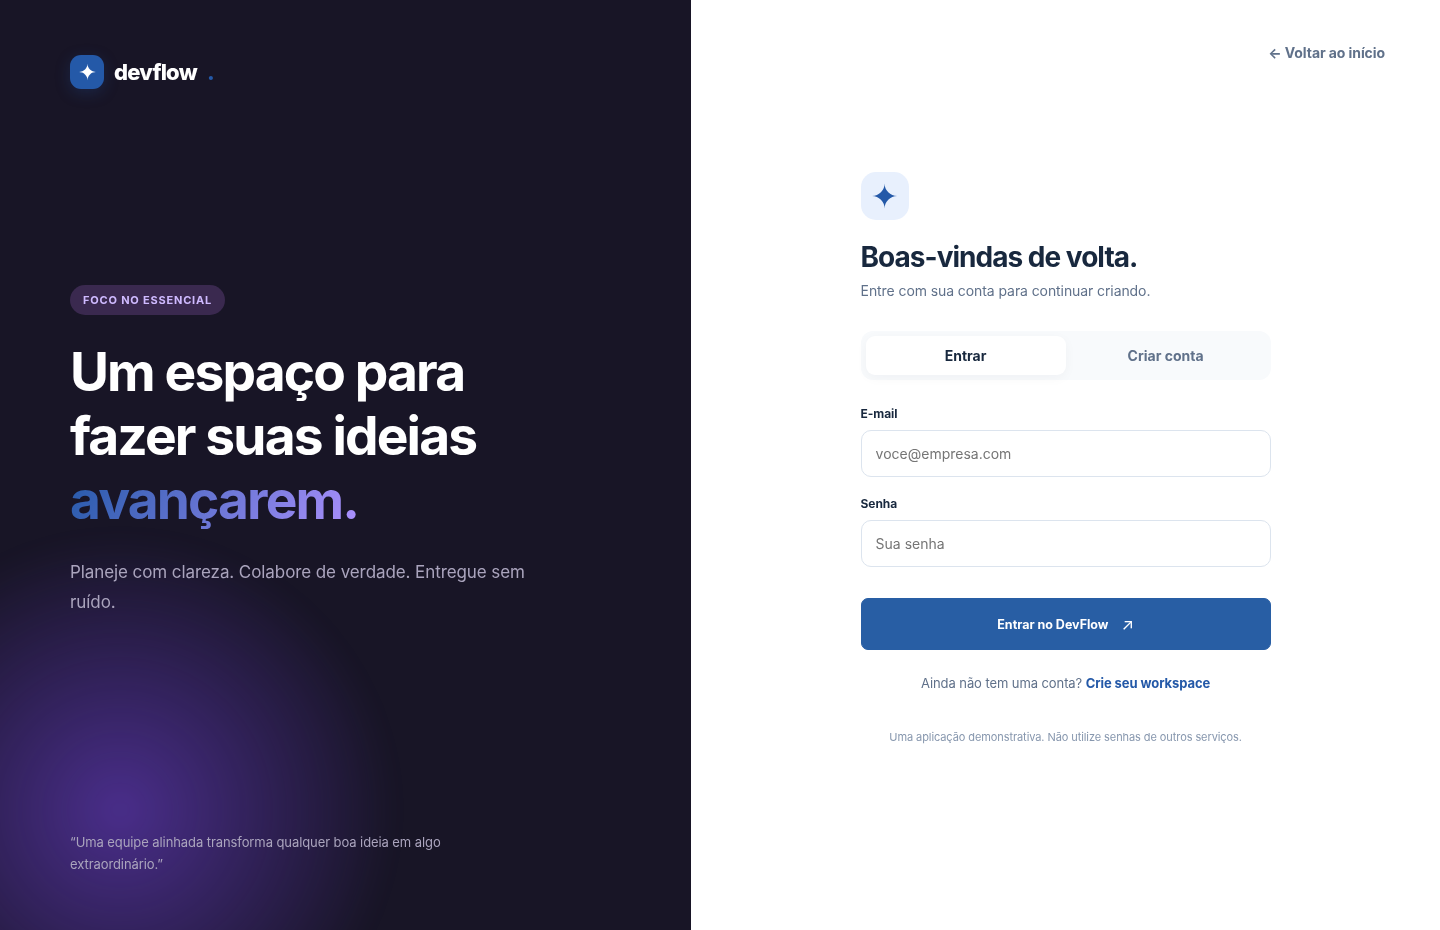 devflow .
FOCO NO ESSENCIAL
Um espaço para
fazer suas ideias
avançarem.
Planeje com clareza. Colabore de verdade. Entregue sem
ruído.
“Uma equipe alinhada transforma qualquer boa ideia em algo
extraordinário.”
← Voltar ao início
Boas-vindas de volta.
Entre com sua conta para continuar criando.
Entrar Criar conta
E-mail
voce@empresa.com
Senha
Sua senha
Entrar no DevFlow ↗
Ainda não tem uma conta? Crie seu workspace
Uma aplicação demonstrativa. Não utilize senhas de outros serviços.